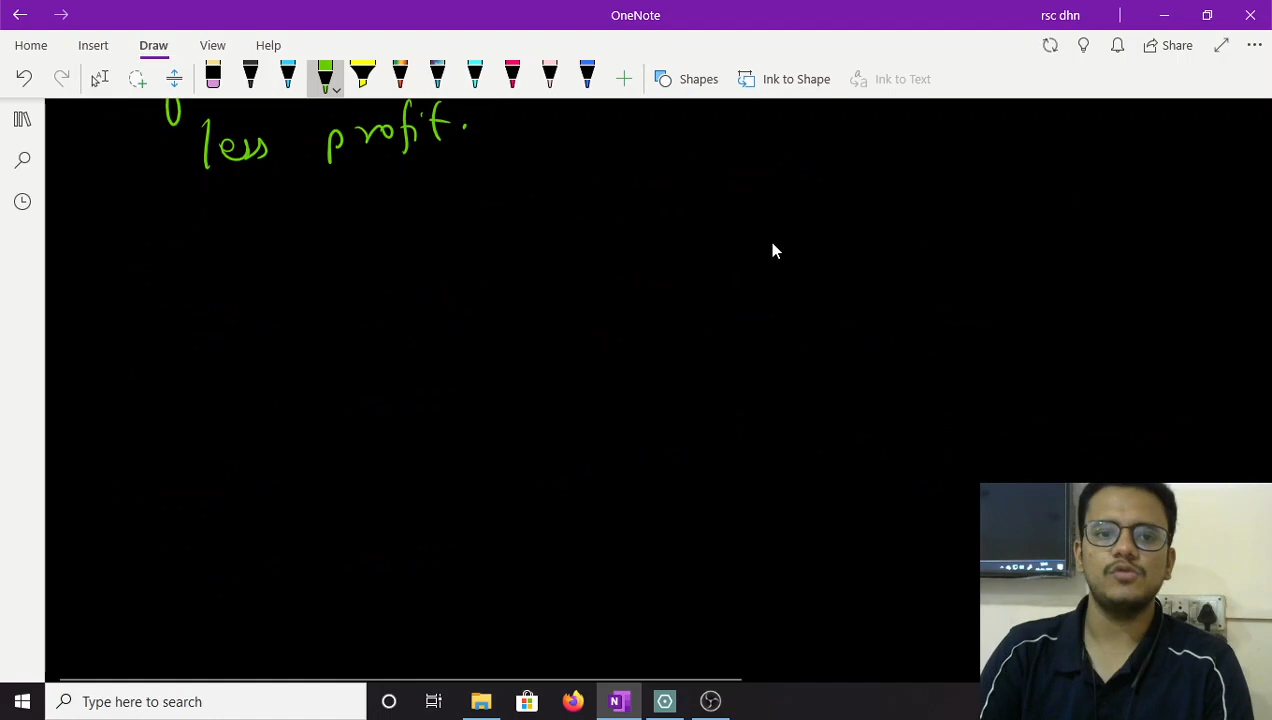 OneNote
rsc dhn
Home Insert Draw View Help
Share
Shapes
Ink to Shape
Ink to Text
less profit.
Type here to search